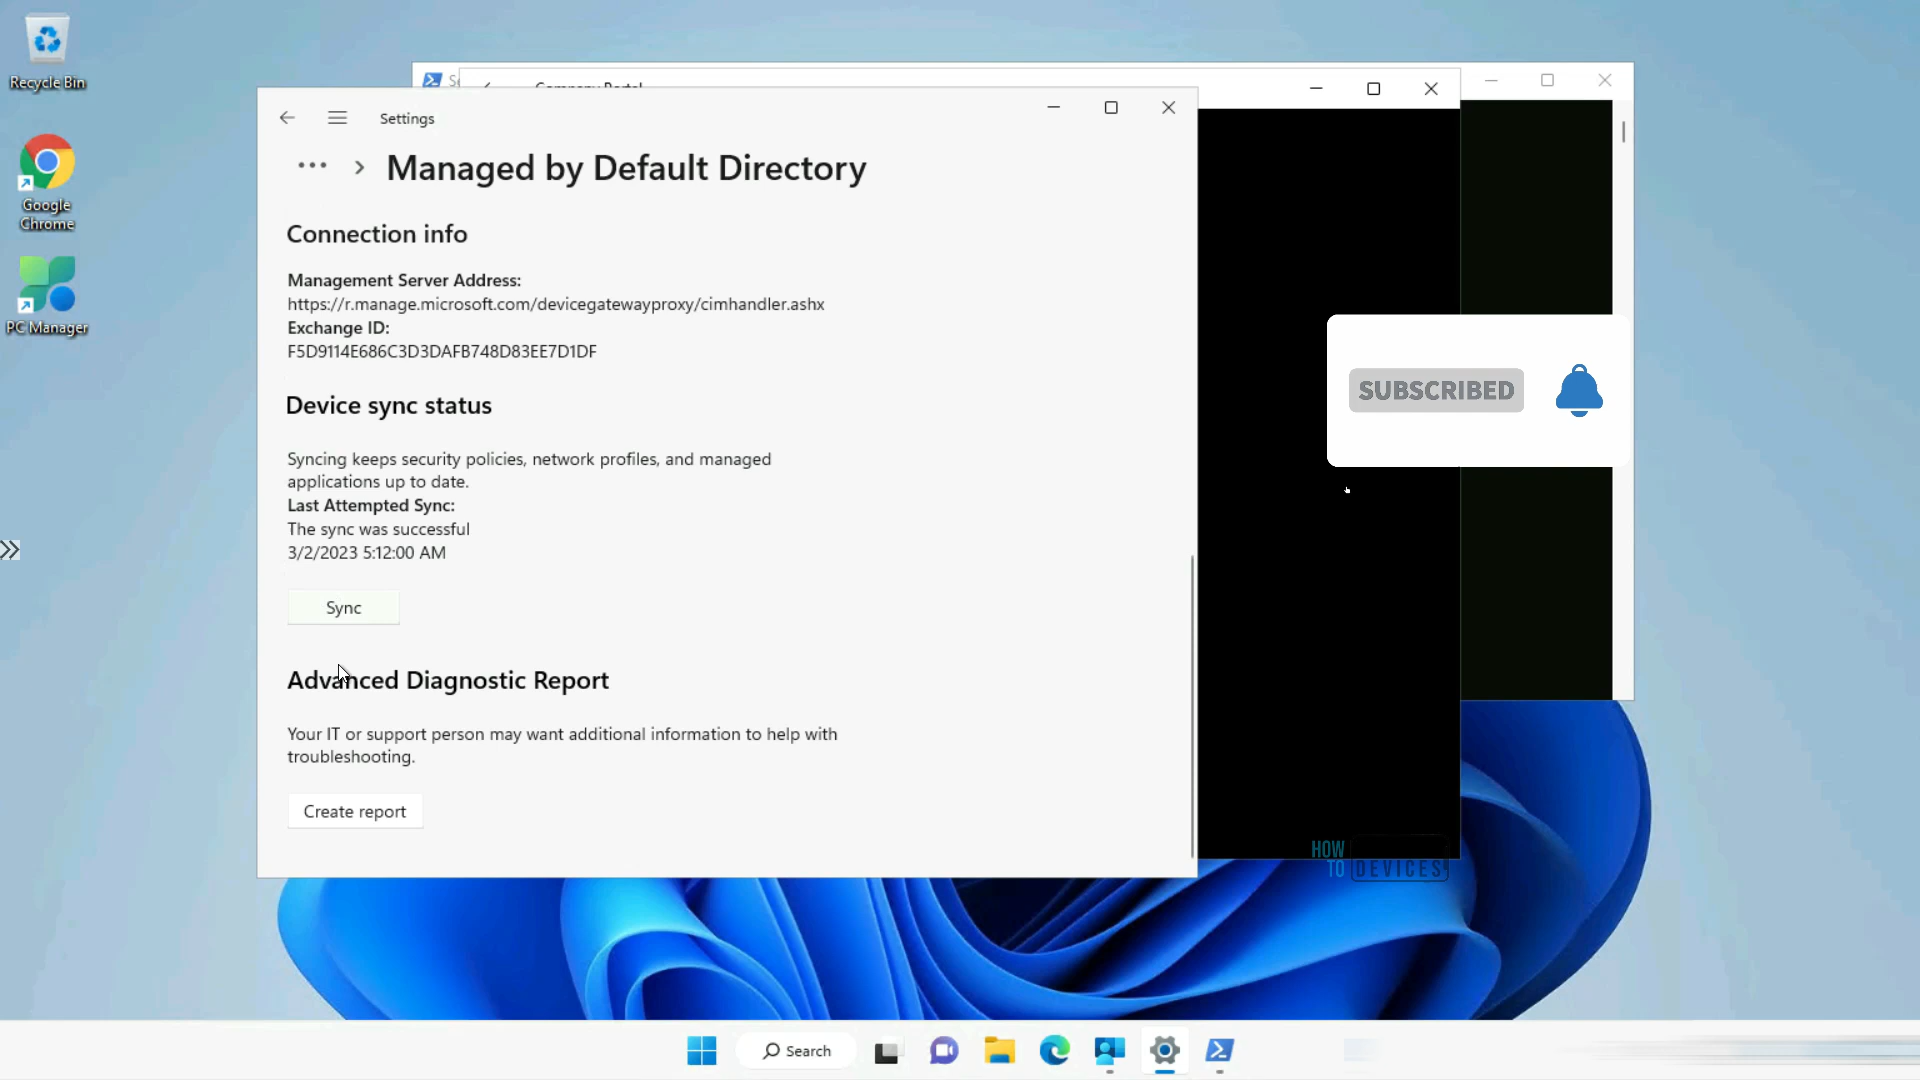 Recycle Bin
Google
Chrome
PC Manager
Company Portal
Settings
Managed by Default Directory
Connection info
Management Server Address:
https://r.manage.microsoft.com/devicegatewayproxy/cimhandler.ashx
Exchange ID:
F5D9114E686C3D3DAFB748D83EE7D1DF
Device sync status
Syncing keeps security policies, network profiles, and managed
applications up to date.
Last Attempted Sync:
The sync was successful
3/2/2023 5:12:00 AM
Sync
Advanced Diagnostic Report
Your IT or support person may want additional information to help with
troubleshooting.
Create report
SUBSCRIBED
HOW
TO DEVICES
Search